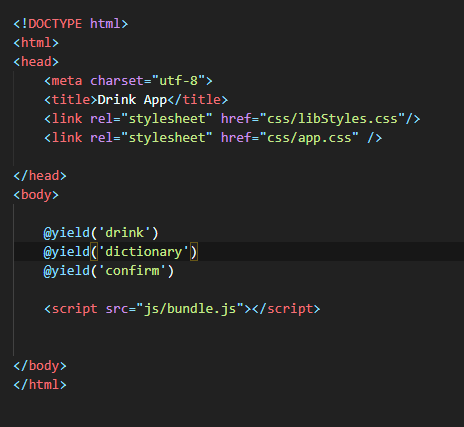 <!DOCTYPE html>
<html>
<head>
    <meta charset="utf-8">
    <title>Drink App</title>
    <link rel="stylesheet" href="css/libStyles.css"/>
    <link rel="stylesheet" href="css/app.css" />
</head>
<body>
    @yield('drink')
    @yield('dictionary')
    @yield('confirm')
    <script src="js/bundle.js"></script>
</body>
</html>